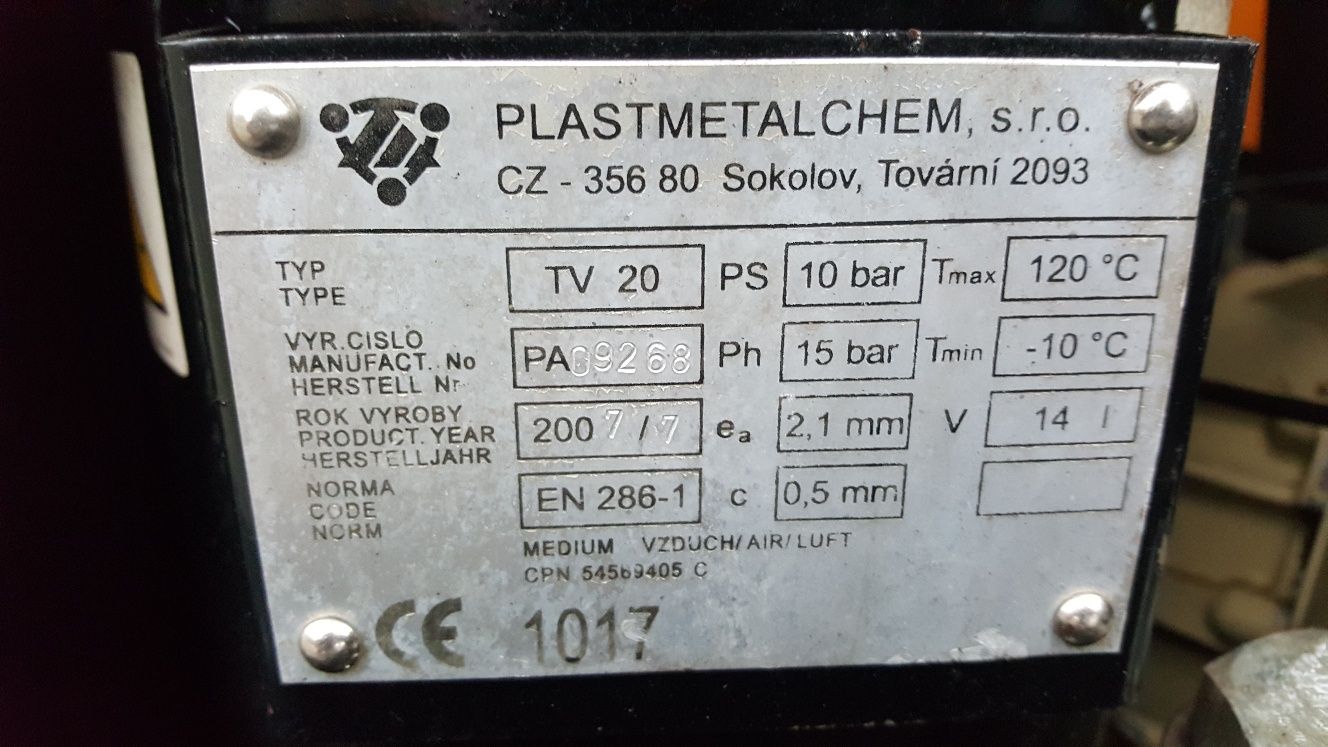 PLASTMETALCHEM, s.r.o.
CZ - 356 80 Sokolov, Tovární 2093
TYP
TYPE
TV 20
PS
10 bar
Tmax
120 °C
VYR.CISLO
MANUFACT. No
HERSTELL Nr
PA09268
Ph
15 bar
Tmin
-10 °C
ROK VYROBY
PRODUCT. YEAR
HERSTELLJAHR
2007/7
ea
2,1 mm
V
14 l
NORMA
CODE
NORM
EN 286-1
c
0,5 mm
MEDIUM VZDUCH/AIR/LUFT
CPN 54569405 C
CE 1017